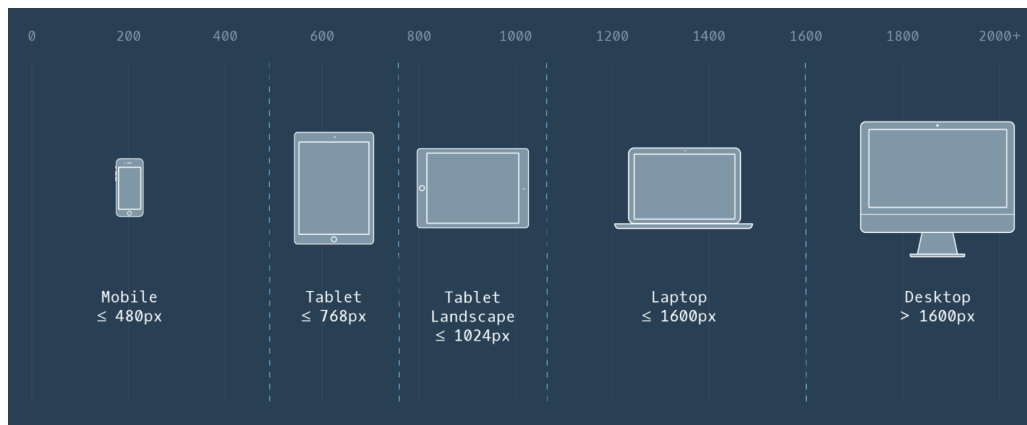 0 200 400 600 800 1000 1200 1400 1600 1800 2000+
Mobile
≤ 480px
Tablet
≤ 768px
Tablet
Landscape
≤ 1024px
Laptop
≤ 1600px
Desktop
> 1600px